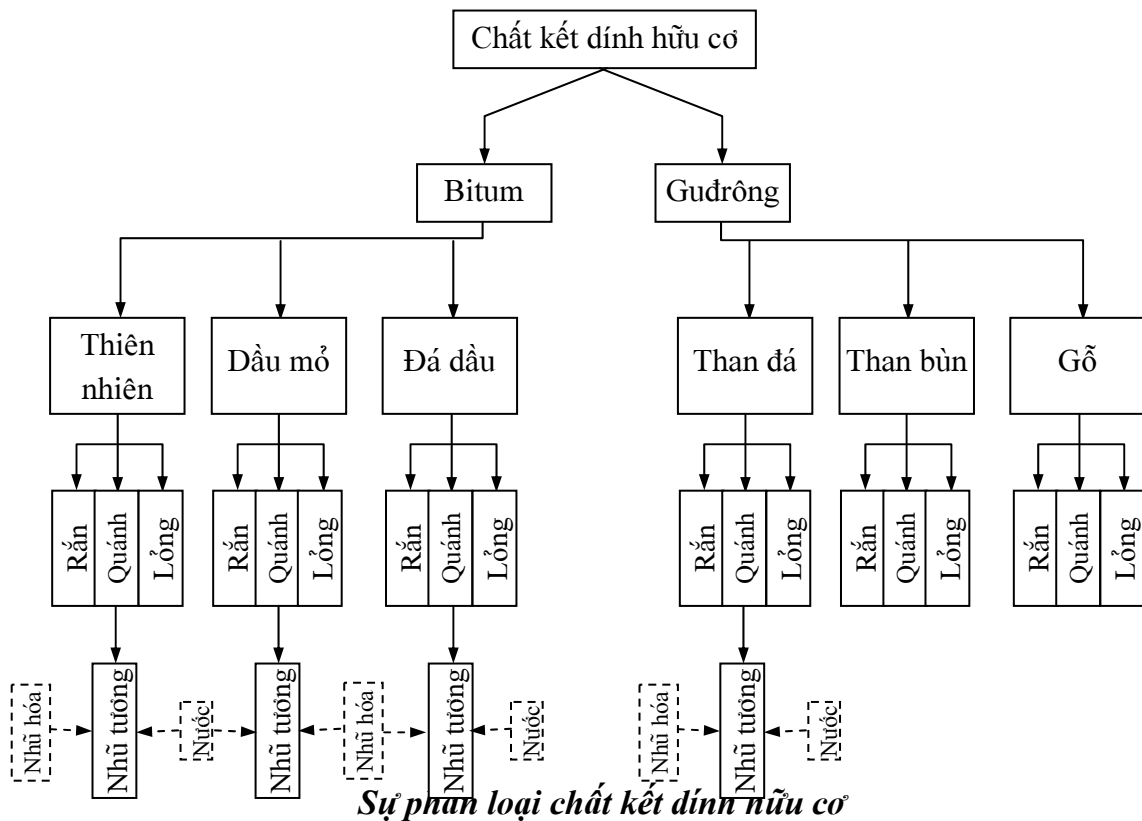 Chất kết dính hữu cơ
Bitum
Guđrông
Thiên
nhiên
Dầu mỏ
Đá dầu
Than đá
Than bùn
Gỗ
Rắn
Quánh
Lỏng
Rắn
Quánh
Lỏng
Rắn
Quánh
Lỏng
Rắn
Quánh
Lỏng
Rắn
Quánh
Lỏng
Rắn
Quánh
Lỏng
Nhũ hóa
Nhũ tương
Nước
Nhũ tương
Nhũ hóa
Nhũ tương
Nước
Nhũ hóa
Nhũ tương
Nước
Sự phân loại chất kết dính hữu cơ